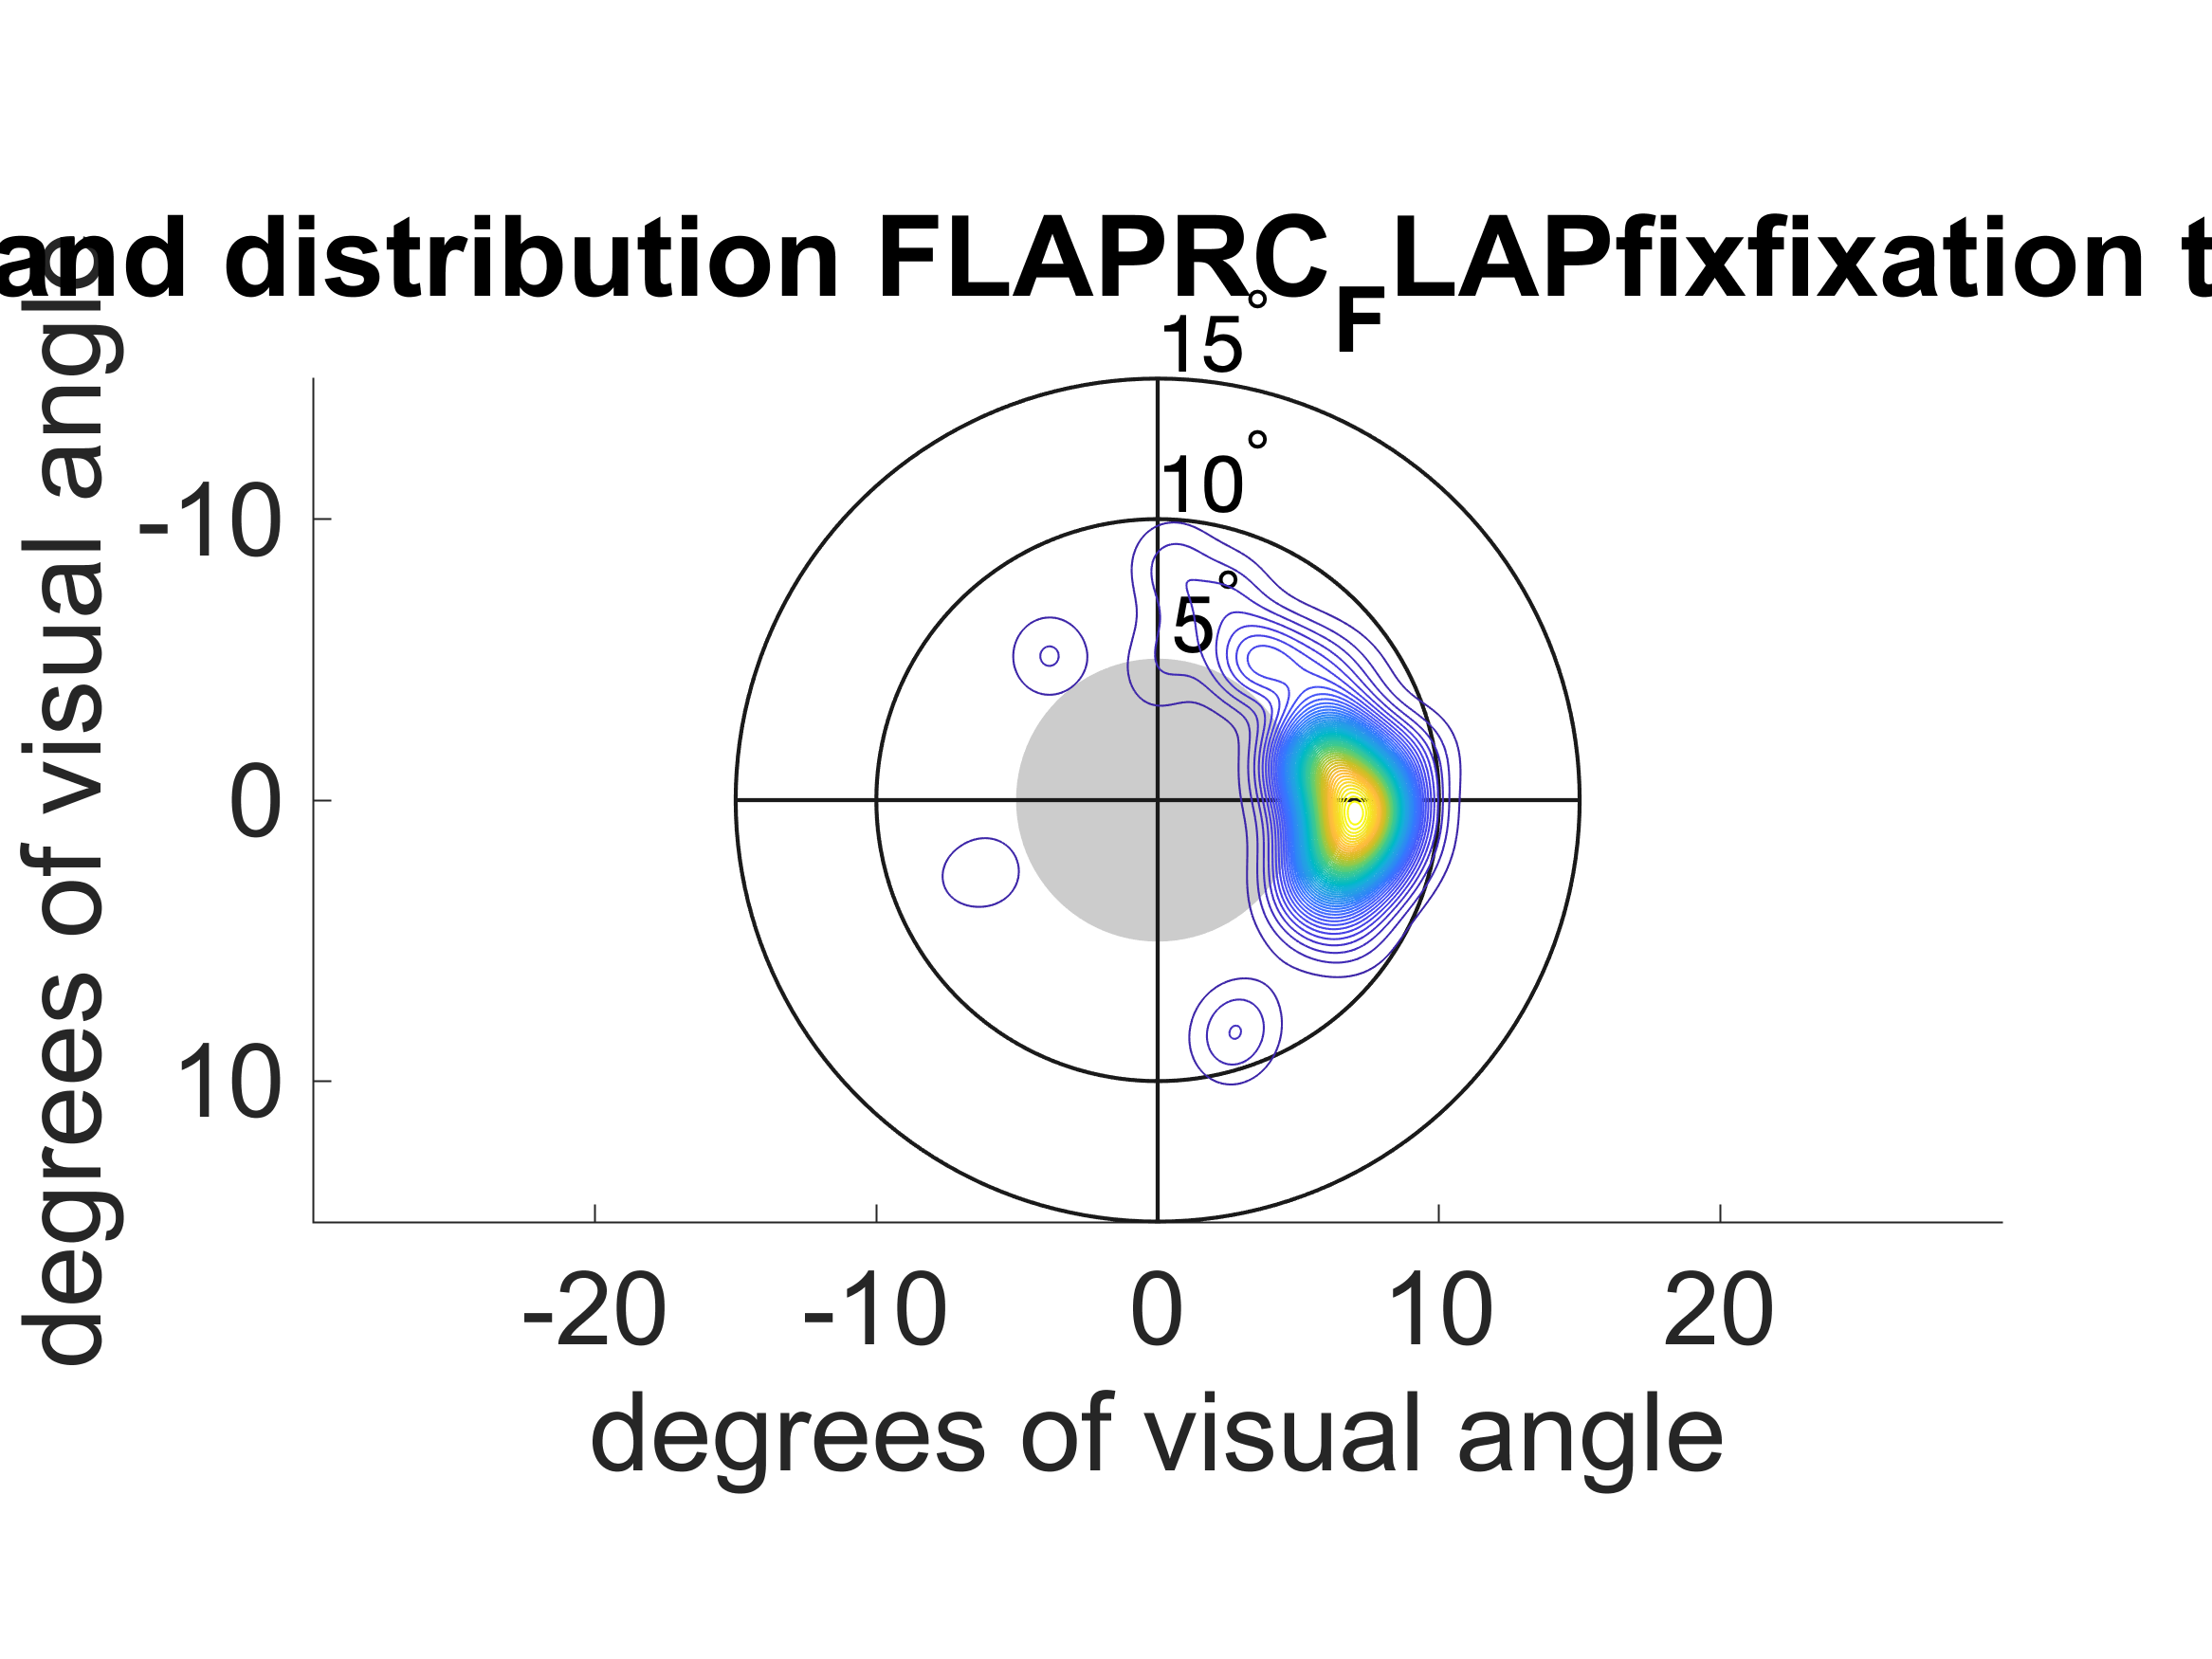 and distribution FLAPRC_FLAPfixfixation t
15°
10°
5°
-10
0
10
degrees of visual angle
-20 -10 0 10 20
degrees of visual angle